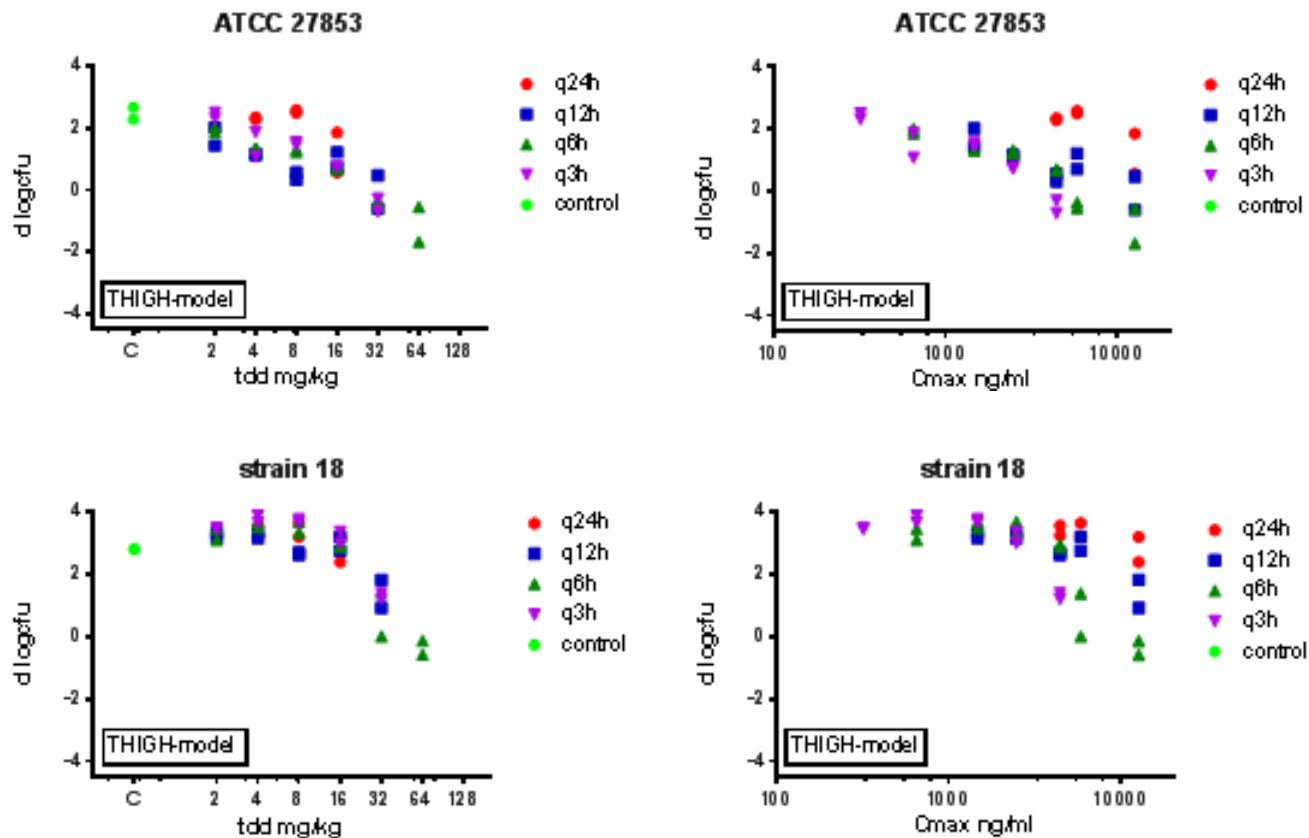 ATCC 27853
4
2
0
−2
−4
d logcfu
THIGH-model
C 2 4 8 16 32 64 128
tdd mg/kg
q24h
q12h
q6h
q3h
control
ATCC 27853
4
2
0
−2
−4
d logcfu
THIGH-model
100 1000 10000
Cmax ng/ml
q24h
q12h
q6h
q3h
control
strain 18
4
2
0
−2
−4
d logcfu
THIGH-model
C 2 4 8 16 32 64 128
tdd mg/kg
q24h
q12h
q6h
q3h
control
strain 18
4
2
0
−2
−4
d logcfu
THIGH-model
100 1000 10000
Cmax ng/ml
q24h
q12h
q6h
q3h
control